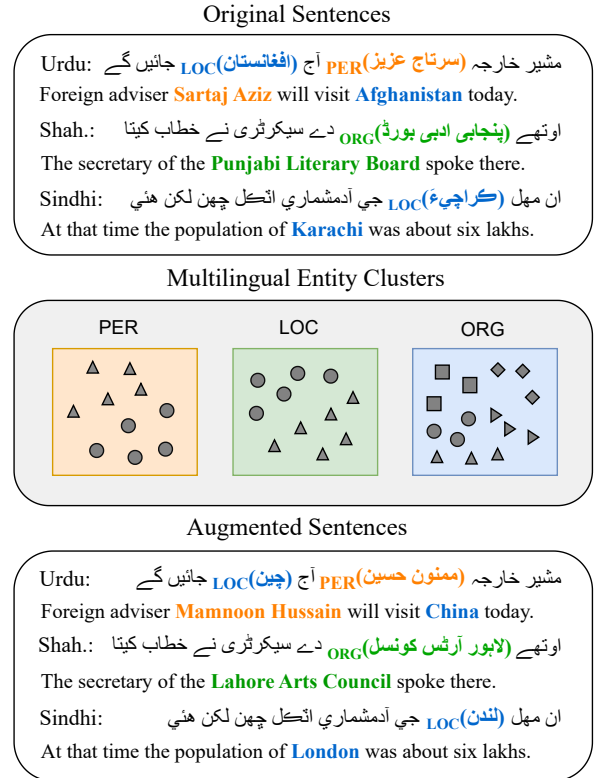 Original Sentences
Urdu: مشیر خارجہ (سرتاج عزیز)PER آج (افغانستان)LOC جائیں گے
Foreign adviser Sartaj Aziz will visit Afghanistan today.
Shah.: اوتھے (پنجابی ادبی بورڈ)ORG دے سیکرٹری نے خطاب کیتا
The secretary of the Punjabi Literary Board spoke there.
Sindhi: ان مهل (ڪراچيءَ)LOC جي آدمشماري اٽڪل ڇهن لکن هئي
At that time the population of Karachi was about six lakhs.
Multilingual Entity Clusters
PER LOC ORG
Augmented Sentences
Urdu: مشیر خارجہ (ممنون حسین)PER آج (چین)LOC جائیں گے
Foreign adviser Mamnoon Hussain will visit China today.
Shah.: اوتھے (لاہور آرٹس کونسل)ORG دے سیکرٹری نے خطاب کیتا
The secretary of the Lahore Arts Council spoke there.
Sindhi: ان مهل (لندن)LOC جي آدمشماري اٽڪل ڇهن لکن هئي
At that time the population of London was about six lakhs.